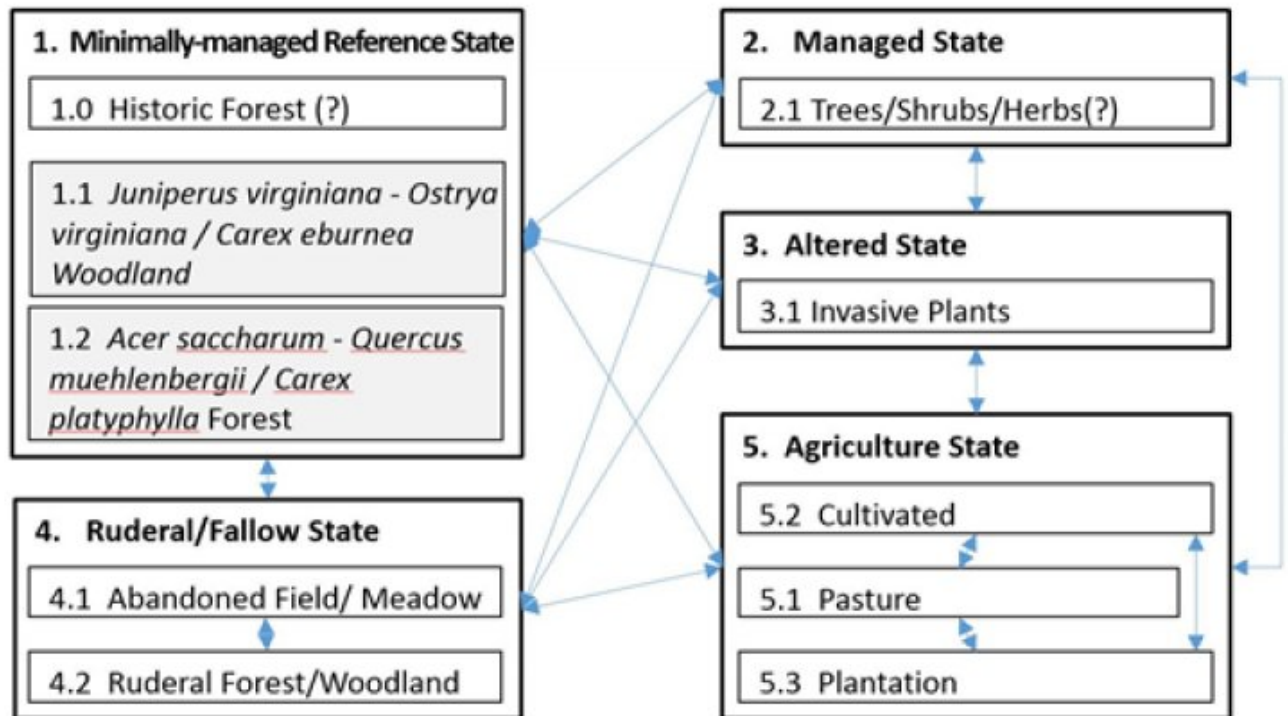 1. Minimally-managed Reference State
1.0 Historic Forest (?)
1.1 Juniperus virginiana - Ostrya
virginiana / Carex eburnea
Woodland
1.2 Acer saccharum - Quercus
muehlenbergii / Carex
platyphylla Forest
4. Ruderal/Fallow State
4.1 Abandoned Field/ Meadow
4.2 Ruderal Forest/Woodland
2. Managed State
2.1 Trees/Shrubs/Herbs(?)
3. Altered State
3.1 Invasive Plants
5. Agriculture State
5.2 Cultivated
5.1 Pasture
5.3 Plantation